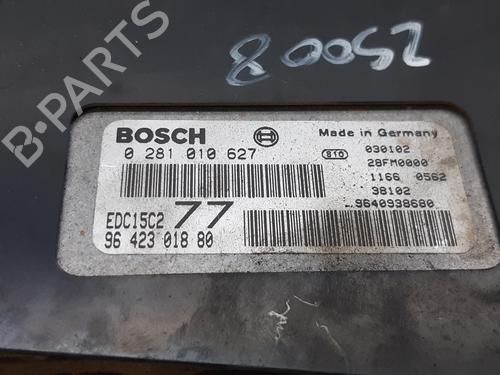 80052
BOSCH
Made in Germany
0 281 010 627
810
030102
28FM0000
1166 0562
38102
EDC15C2
77
9640938680
96 423 018 80
B-PARTS